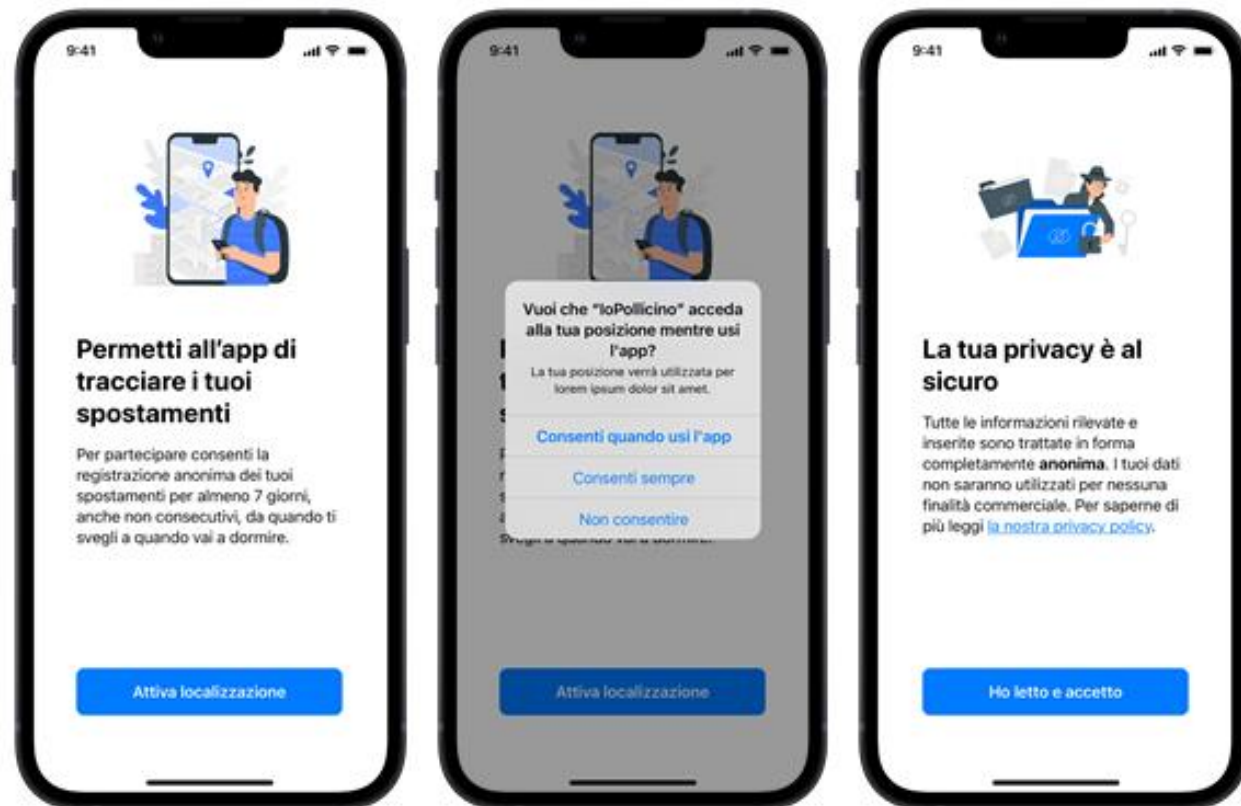 9:41
Permetti all'app di
tracciare i tuoi
spostamenti
Per partecipare consenti la
registrazione anonima dei tuoi
spostamenti per almeno 7 giorni,
anche non consecutivi, da quando ti
svegli a quando vai a dormire.
Attiva localizzazione
9:41
Vuoi che "IoPollicino" acceda
alla tua posizione mentre usi
l'app?
La tua posizione verrà utilizzata per
lorem ipsum dolor sit amet.
Consenti quando usi l'app
Consenti sempre
Non consentire
svegli a quando vai a dormire.
Attiva localizzazione
9:41
La tua privacy è al
sicuro
Tutte le informazioni rilevate e
inserite sono trattate in forma
completamente anonima. I tuoi dati
non saranno utilizzati per nessuna
finalità commerciale. Per saperne di
più leggi la nostra privacy policy.
Ho letto e accetto